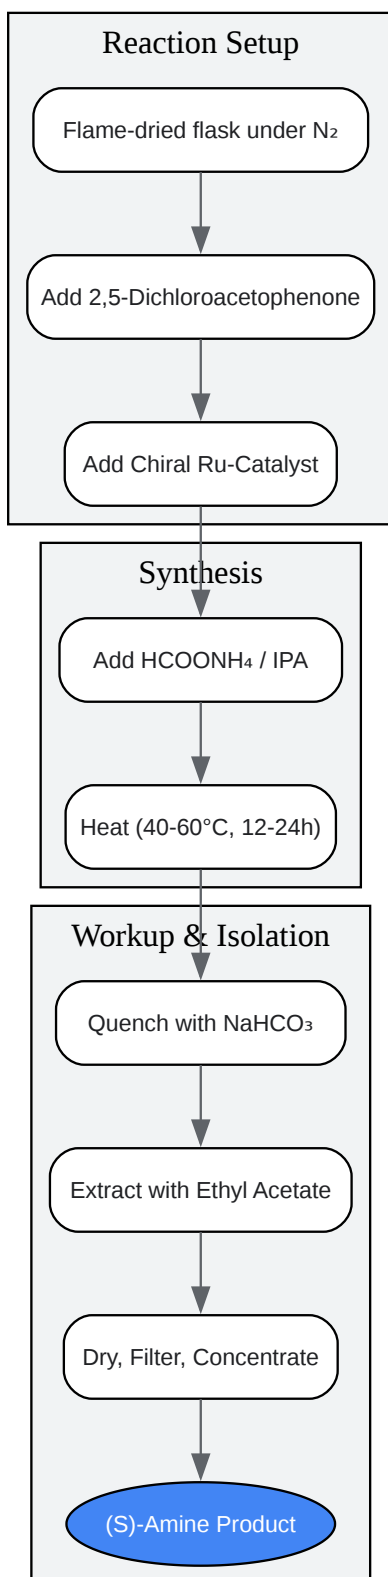 Reaction Setup
Flame-dried flask under N₂
Add 2,5-Dichloroacetophenone
Add Chiral Ru-Catalyst
Synthesis
Add HCOONH₄ / IPA
Heat (40-60°C, 12-24h)
Workup & Isolation
Quench with NaHCO₃
Extract with Ethyl Acetate
Dry, Filter, Concentrate
(S)-Amine Product